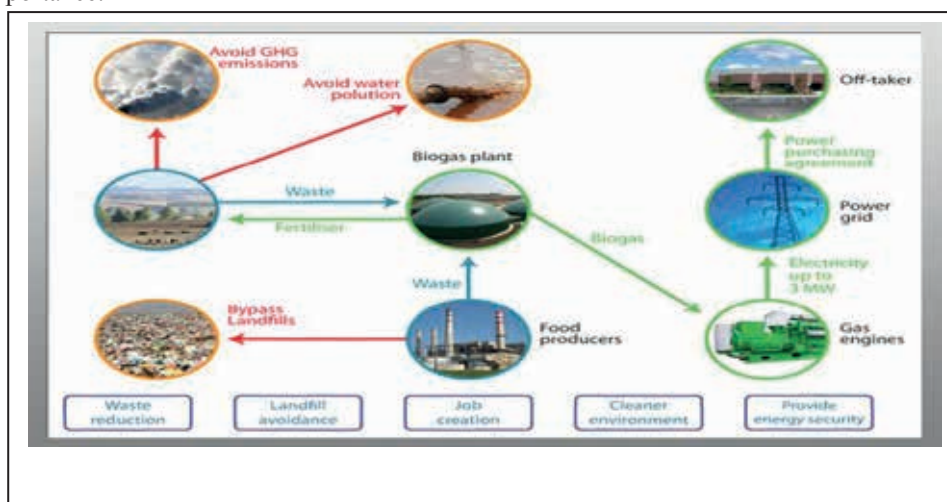 Avoid GHG
emissions
Avoid water
polution
Off-taker
Power
purchasing
agreement
Biogas plant
Waste
Fertiliser
Power
grid
Biogas
Electricity
up to
3 MW
Waste
Bypass
Landfills
Food
producers
Gas
engines
Waste
reduction
Landfill
avoidance
Job
creation
Cleaner
environment
Provide
energy security